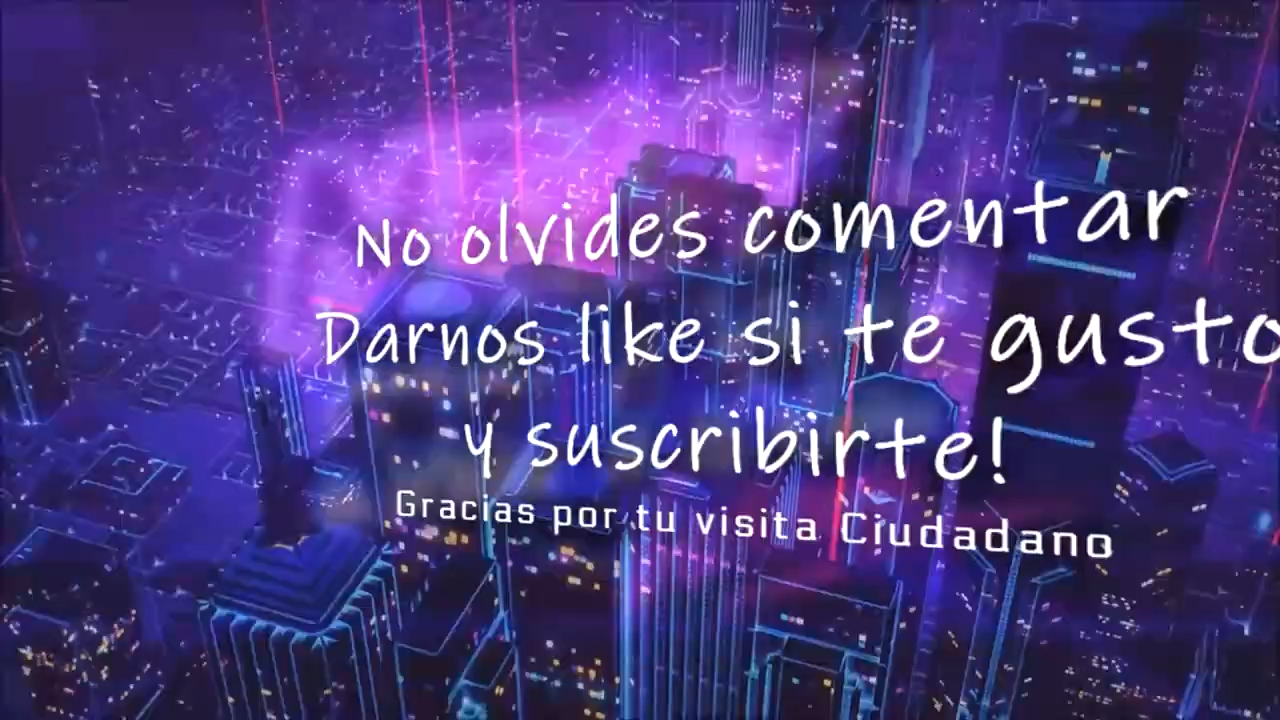 No olvides comentar
Darnos like si te gusto
y suscribirte!
Gracias por tu visita Ciudadano